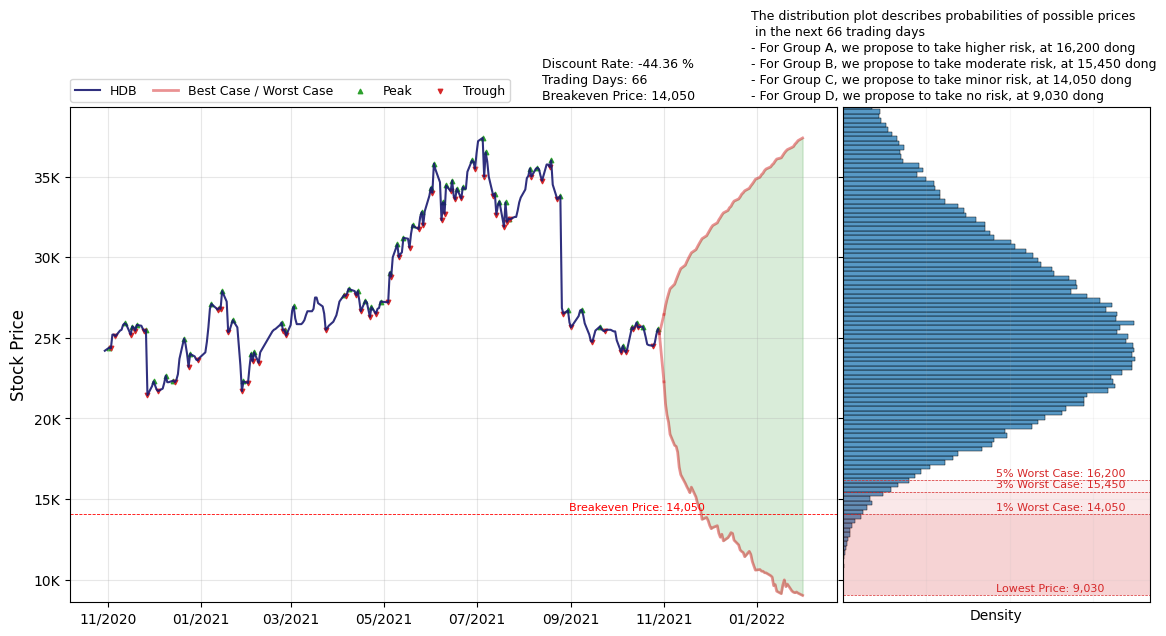 The distribution plot describes probabilities of possible prices
in the next 66 trading days
- For Group A, we propose to take higher risk, at 16,200 dong
- For Group B, we propose to take moderate risk, at 15,450 dong
- For Group C, we propose to take minor risk, at 14,050 dong
- For Group D, we propose to take no risk, at 9,030 dong
Discount Rate: -44.36 %
Trading Days: 66
Breakeven Price: 14,050
HDB
Best Case / Worst Case
Peak
Trough
Stock Price
35K
30K
25K
20K
15K
10K
Breakeven Price: 14,050
5% Worst Case: 16,200
3% Worst Case: 15,450
1% Worst Case: 14,050
Lowest Price: 9,030
11/2020
01/2021
03/2021
05/2021
07/2021
09/2021
11/2021
01/2022
Density